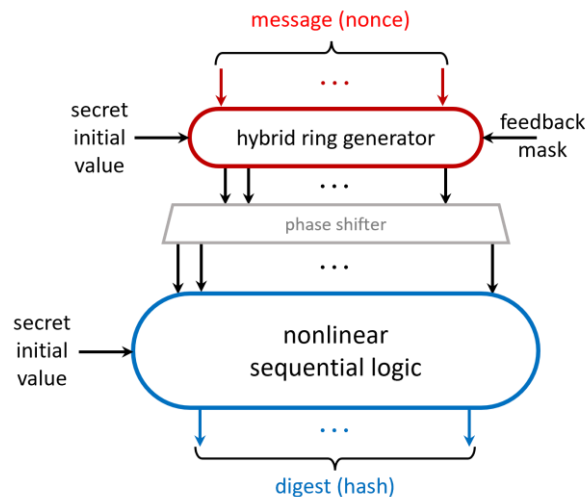 message (nonce)
...
secret
initial
value
hybrid ring generator
feedback
mask
...
phase shifter
...
secret
initial
value
nonlinear
sequential logic
...
digest (hash)